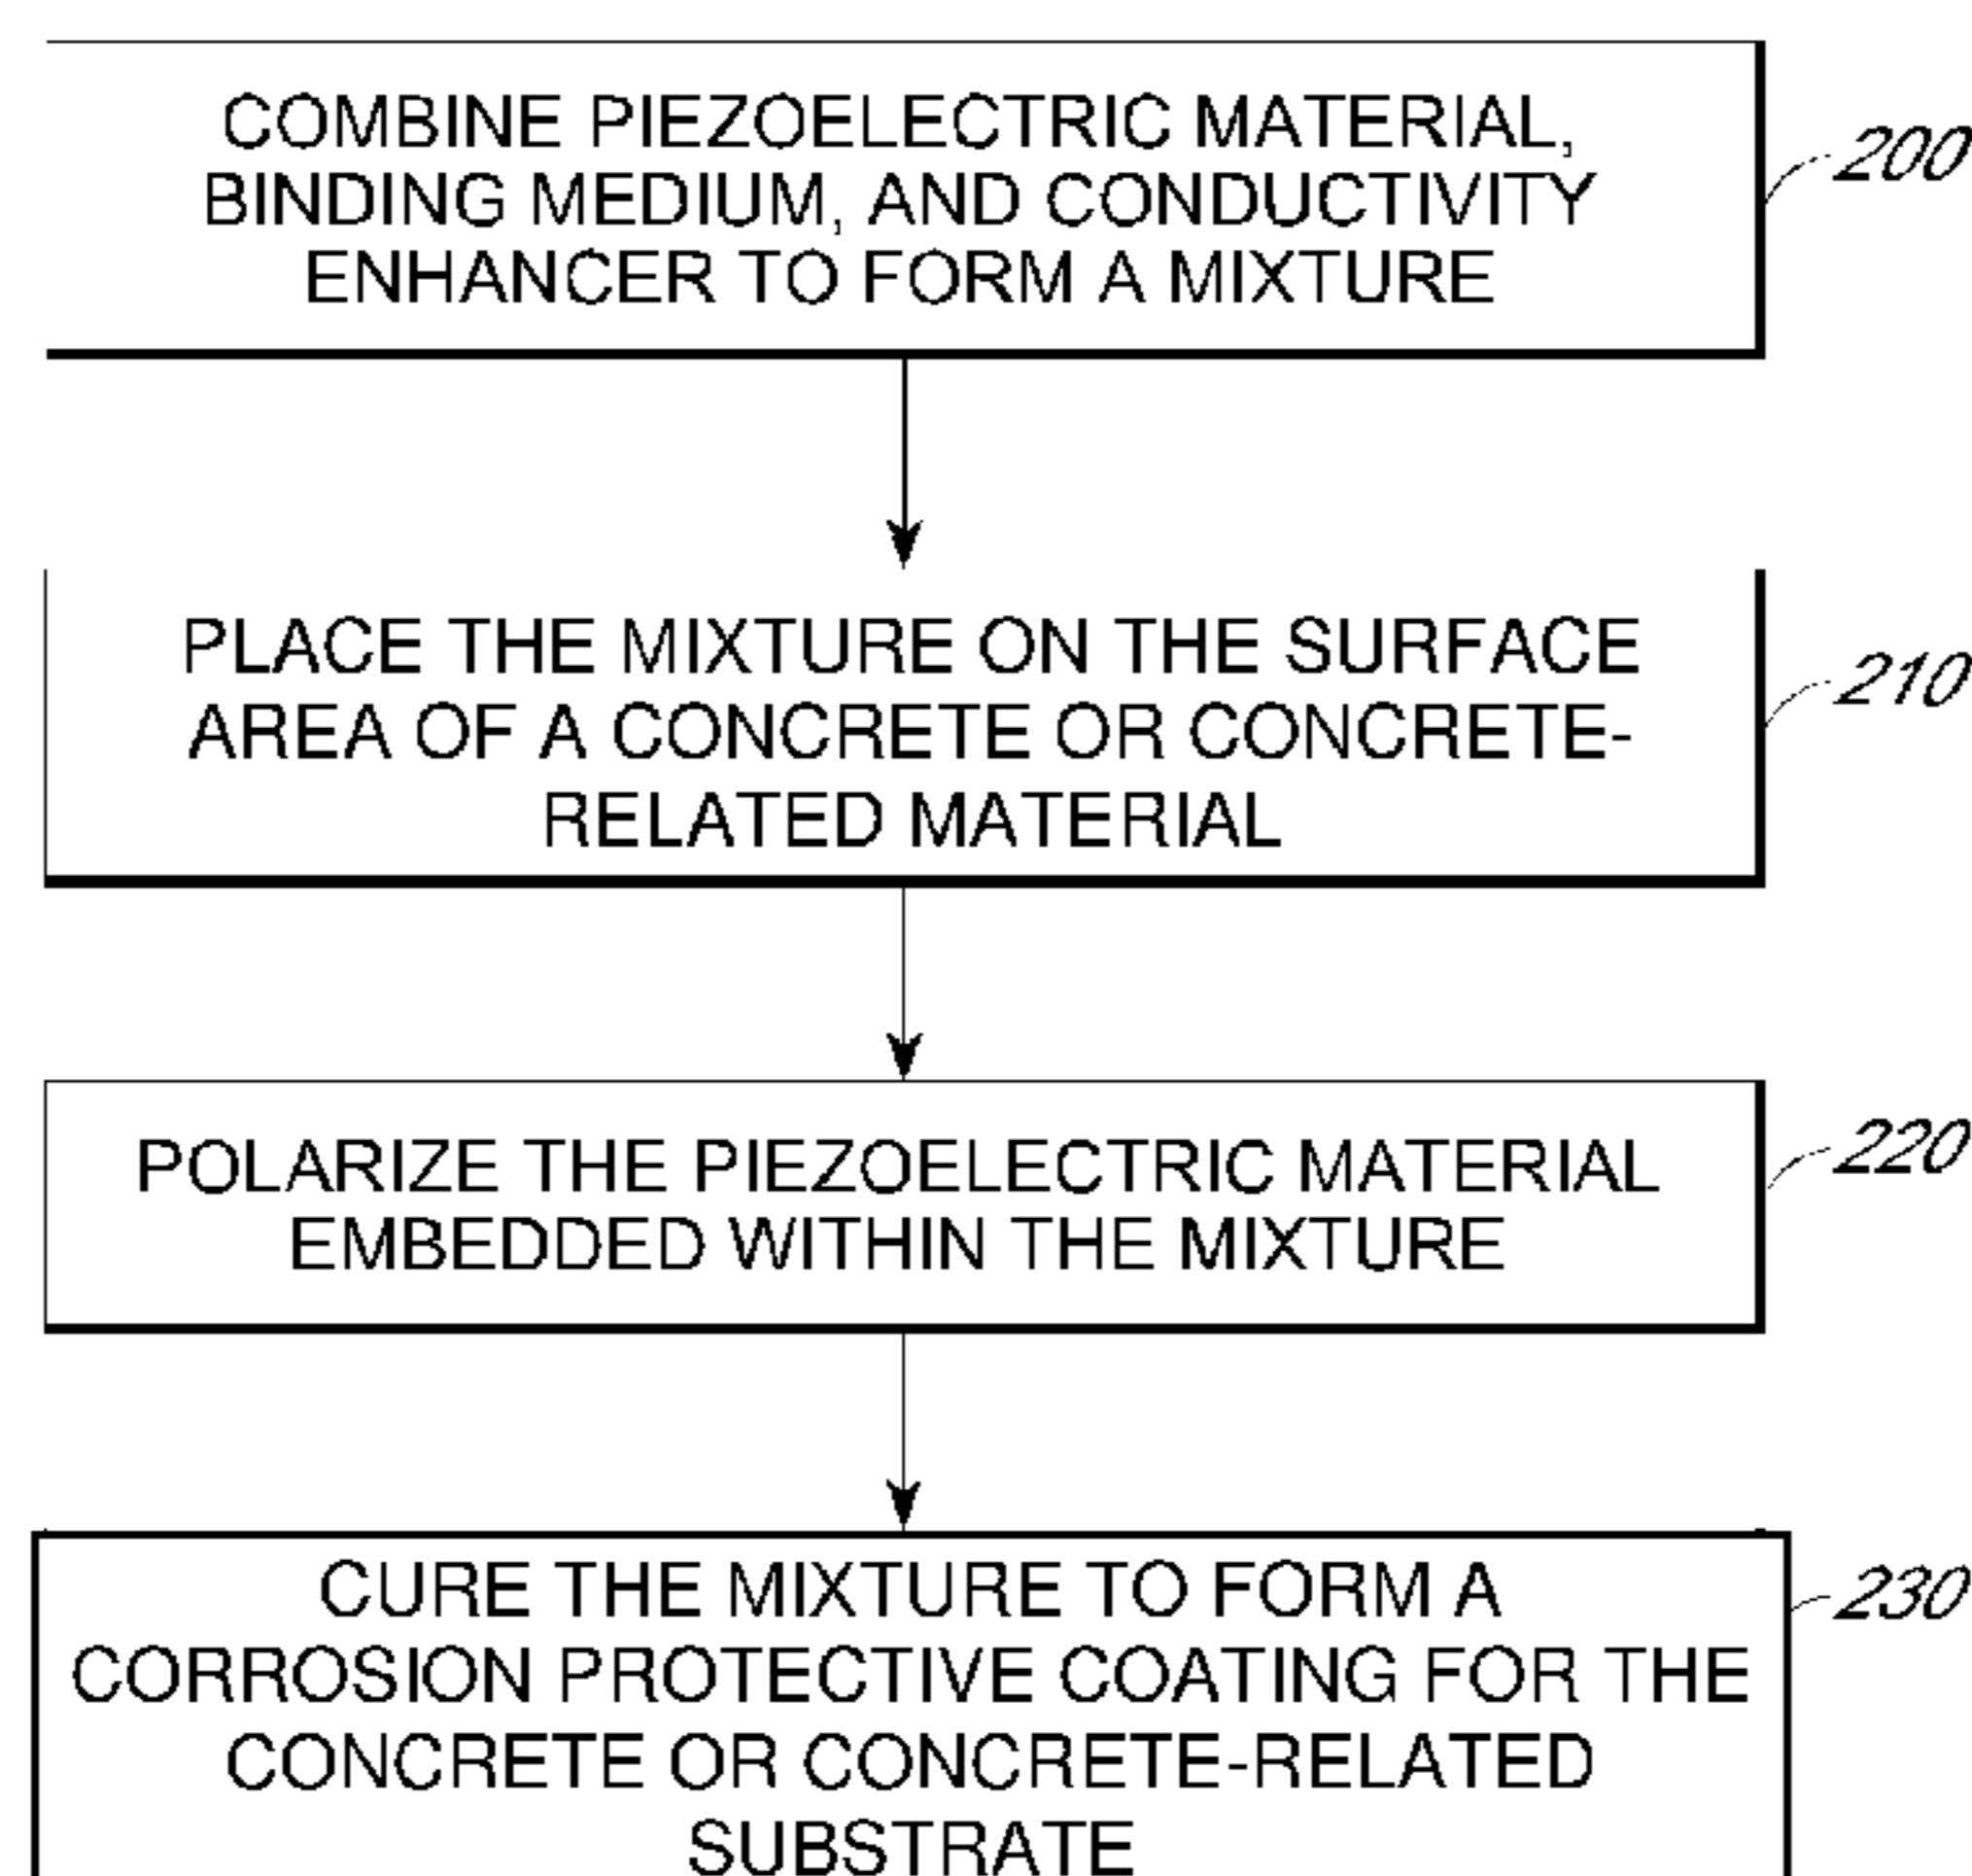 COMBINE PIEZOELECTRIC MATERIAL,
BINDING MEDIUM, AND CONDUCTIVITY
ENHANCER TO FORM A MIXTURE
200
PLACE THE MIXTURE ON THE SURFACE
AREA OF A CONCRETE OR CONCRETE-
RELATED MATERIAL
210
POLARIZE THE PIEZOELECTRIC MATERIAL
EMBEDDED WITHIN THE MIXTURE
220
CURE THE MIXTURE TO FORM A
CORROSION PROTECTIVE COATING FOR THE
CONCRETE OR CONCRETE-RELATED
SUBSTRATE
230